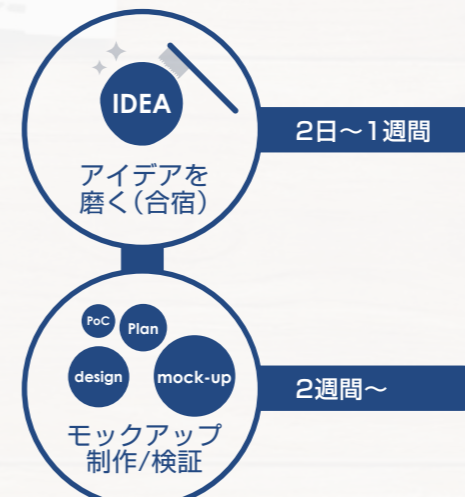 IDEA
アイデアを
磨く(合宿)
2日〜1週間
PoC
Plan
design
mock-up
モックアップ
制作/検証
2週間〜